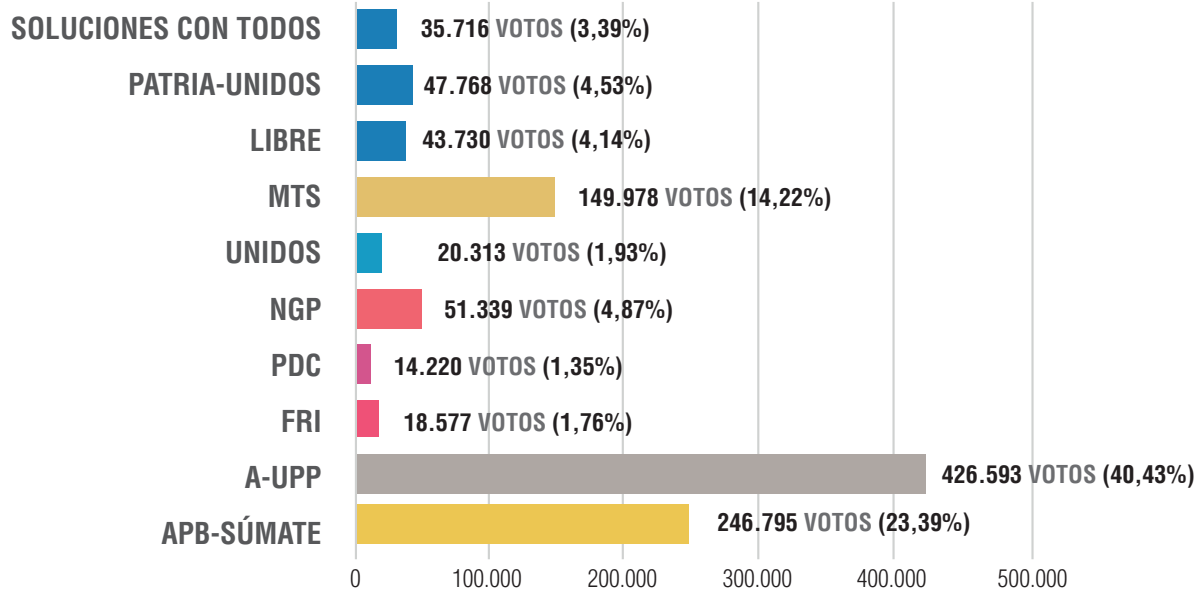 SOLUCIONES CON TODOS 35.716 VOTOS (3,39%)
PATRIA-UNIDOS 47.768 VOTOS (4,53%)
LIBRE 43.730 VOTOS (4,14%)
MTS 149.978 VOTOS (14,22%)
UNIDOS 20.313 VOTOS (1,93%)
NGP 51.339 VOTOS (4,87%)
PDC 14.220 VOTOS (1,35%)
FRI 18.577 VOTOS (1,76%)
A-UPP 426.593 VOTOS (40,43%)
APB-SÚMATE 246.795 VOTOS (23,39%)
0 100.000 200.000 300.000 400.000 500.000